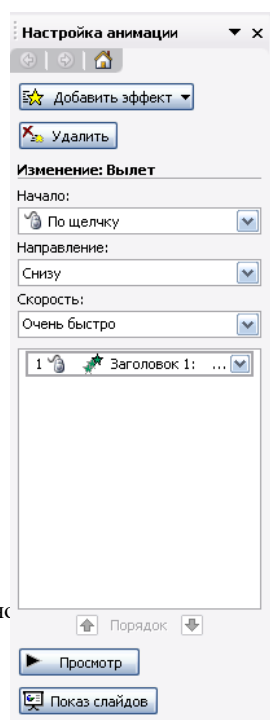 Настройка анимации
Добавить эффект
Удалить
Изменение: Вылет
Начало:
По щелчку
Направление:
Снизу
Скорость:
Очень быстро
1 Заголовок 1: ...
Порядок
Просмотр
Показ слайдов